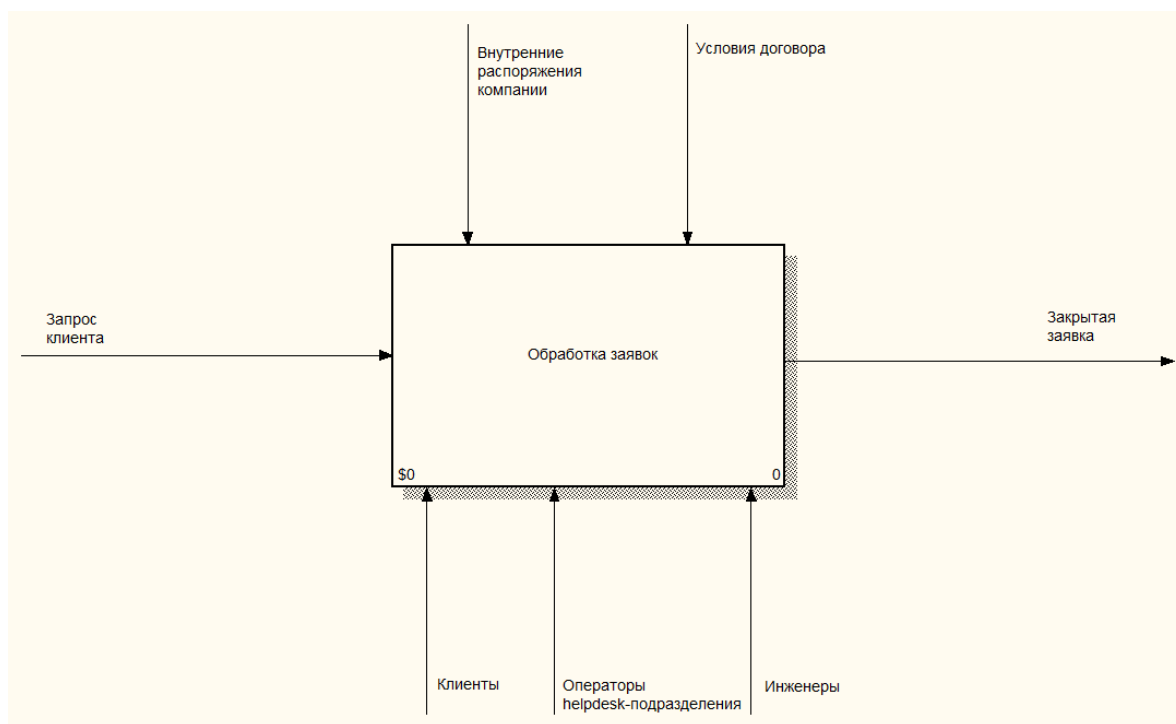 Внутренние
распоряжения
компании
Условия договора
Запрос
клиента
Обработка заявок
Закрытая
заявка
$0
0
Клиенты
Операторы
helpdesk-подразделения
Инженеры